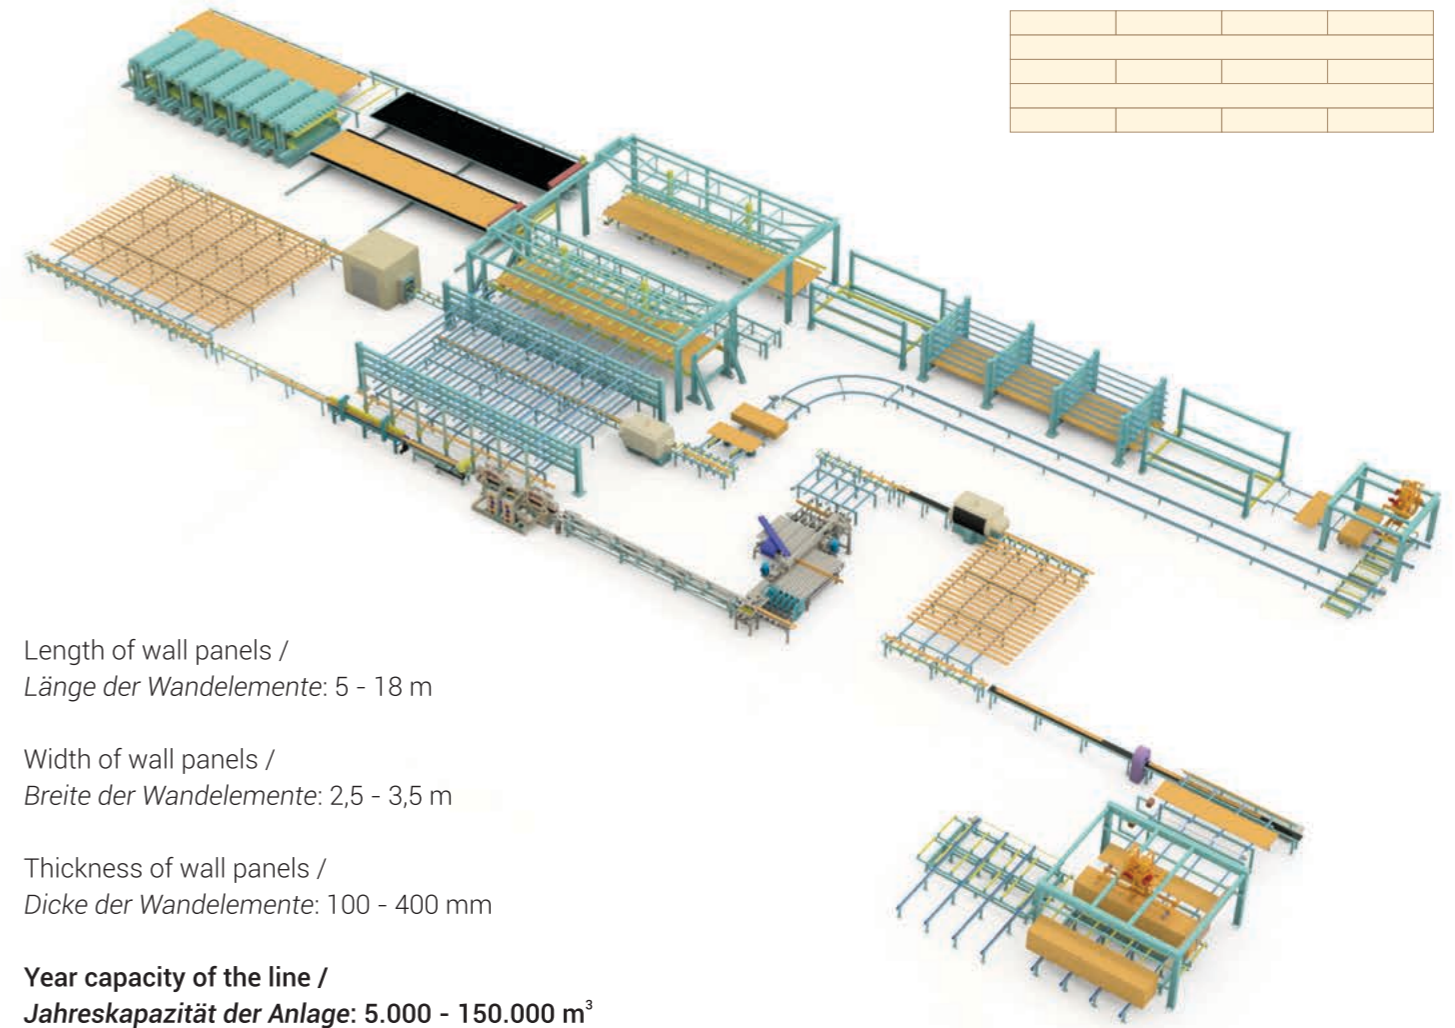 Length of wall panels /
Länge der Wandelemente: 5 - 18 m
Width of wall panels /
Breite der Wandelemente: 2,5 - 3,5 m
Thickness of wall panels /
Dicke der Wandelemente: 100 - 400 mm
Year capacity of the line /
Jahreskapazität der Anlage: 5.000 - 150.000 m³